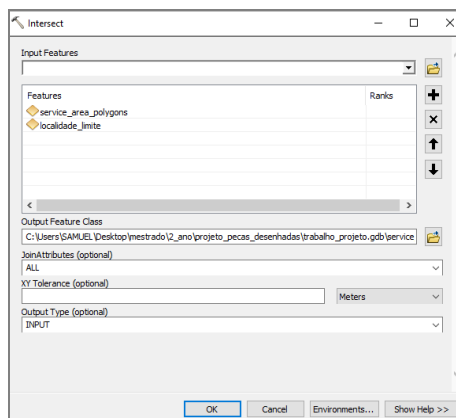 Intersect
Input Features
Features Ranks
service_area_polygons
localidade_limite
Output Feature Class
C:\Users\SAMUEL\Desktop\mestrado\2_ano\projeto_pecas_desenhadas\trabalho_projeto.gdb\service
JoinAttributes (optional)
ALL
XY Tolerance (optional)
Meters
Output Type (optional)
INPUT
OK Cancel Environments... Show Help >>